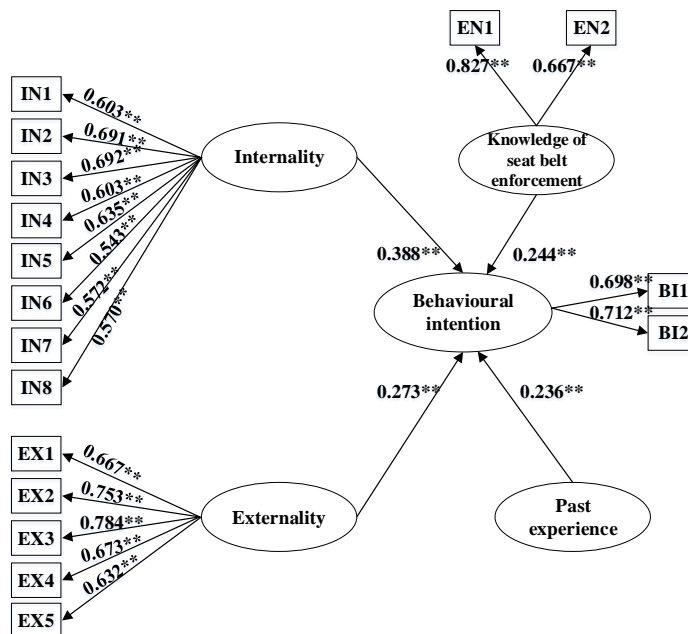 EN1
EN2
0.827**
0.667**
IN1
IN2
IN3
IN4
IN5
IN6
IN7
IN8
0.603**
0.691**
0.692**
0.603**
0.635**
0.543**
0.572**
0.570**
Internality
Knowledge of
seat belt
enforcement
0.388**
0.244**
Behavioural
intention
0.698**
0.712**
BI1
BI2
0.273**
0.236**
EX1
EX2
EX3
EX4
EX5
0.667**
0.753**
0.784**
0.673**
0.632**
Externality
Past
experience